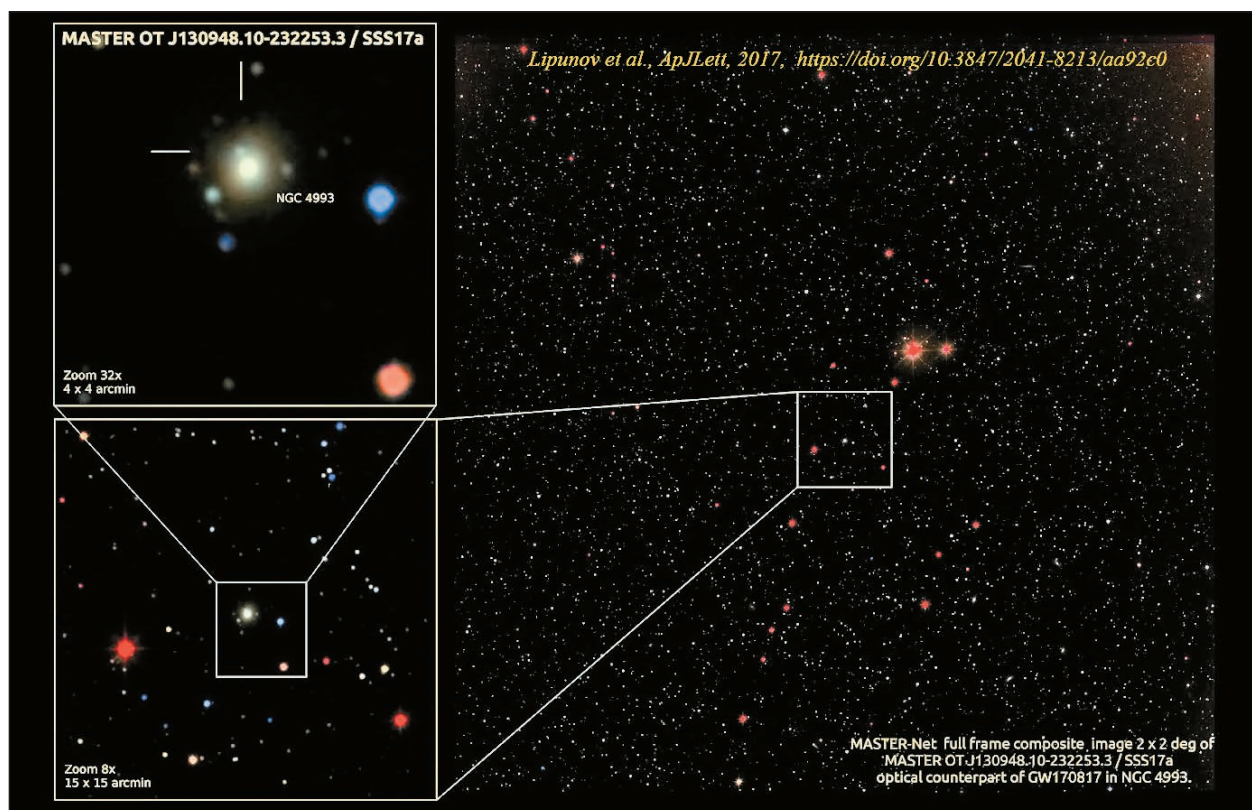 MASTER OT J130948.10-232253.3 / SSS17a
Lipunov et al., ApJLett, 2017, https://doi.org/10.3847/2041-8213/aa92c0
NGC 4993
Zoom 32x
4 x 4 arcmin
Zoom 8x
15 x 15 arcmin
MASTER-Net full frame composite image 2 x 2 deg of
MASTER OT J130948.10-232253.3 / SSS17a
optical counterpart of GW170817 in NGC 4993.